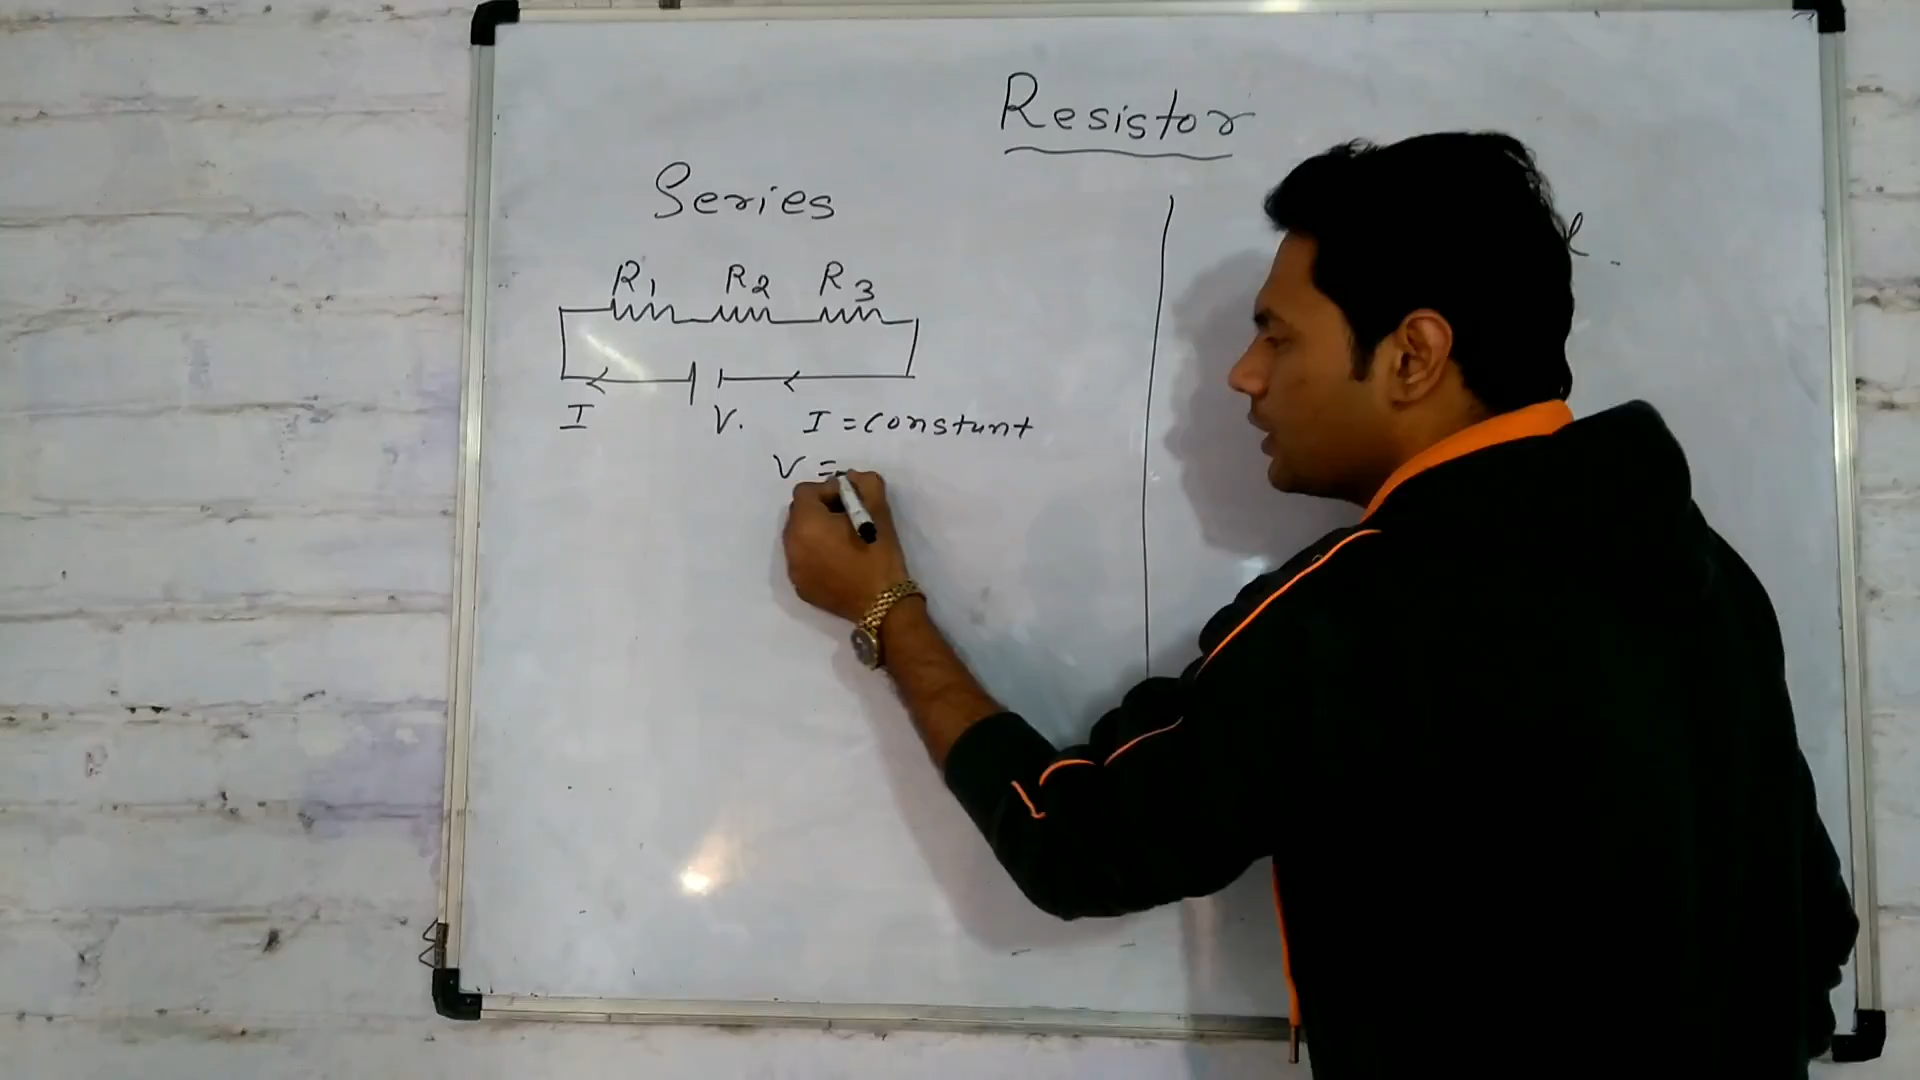 Resistor
Series
R1 R2 R3
I V. I = constant
V =